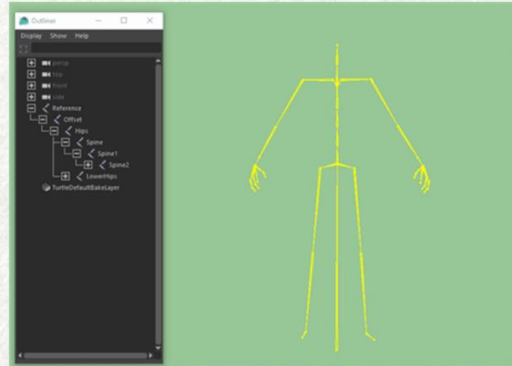 Outliner
Display Show Help
persp
top
front
side
Reference
Offset
Hips
Spine
Spine1
Spine2
LowerHips
TurtleDefaultBakeLayer